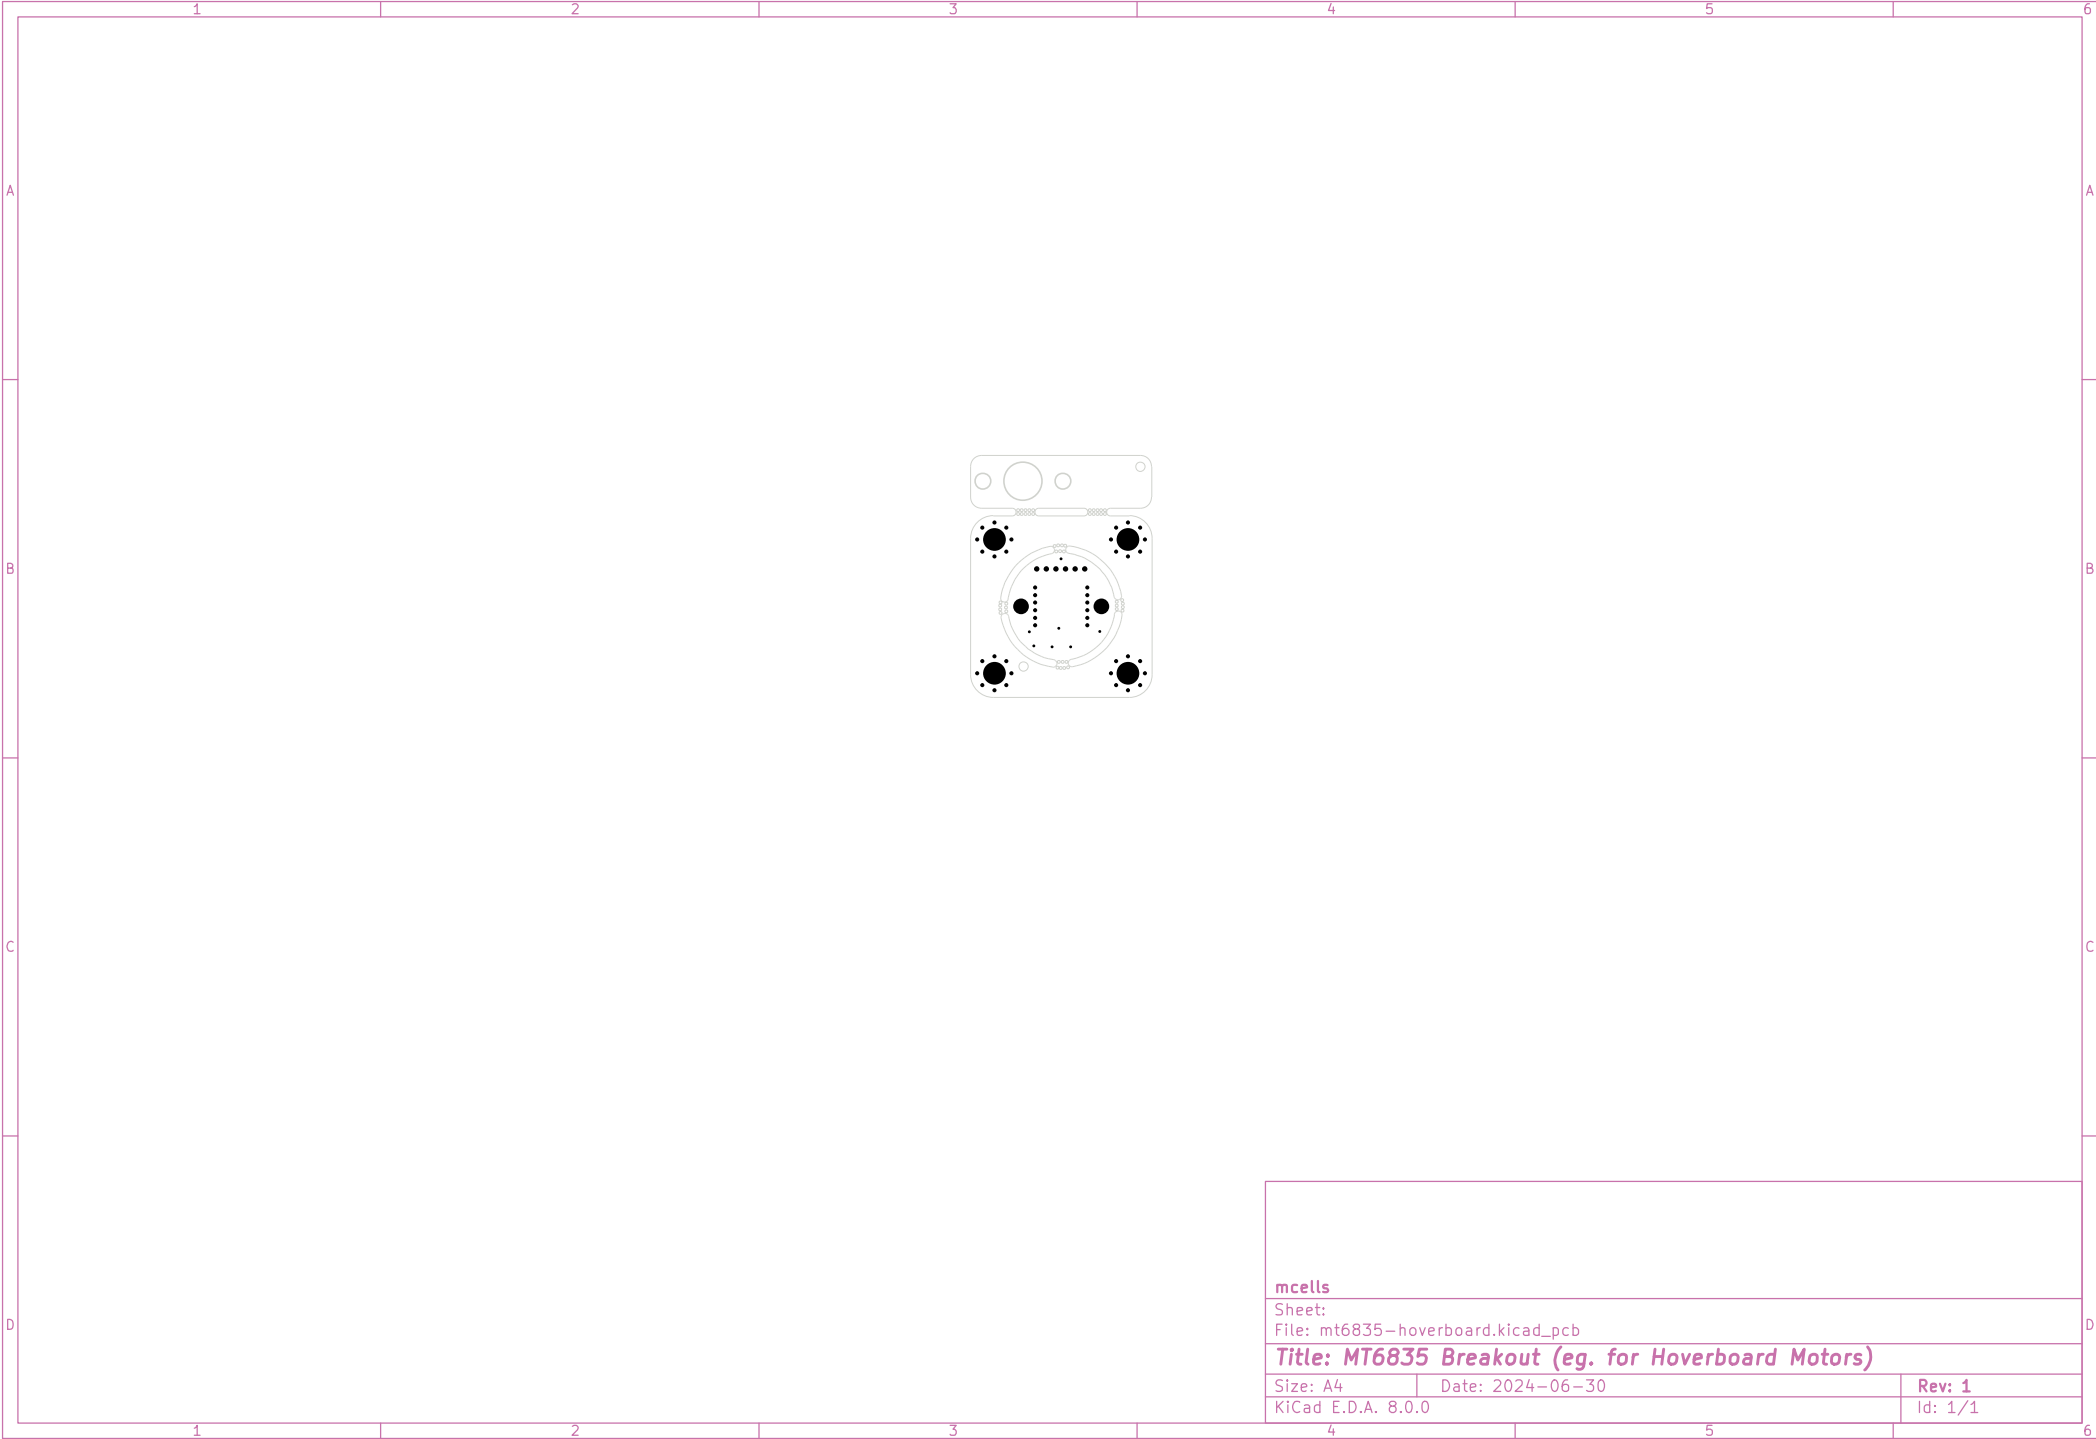 1 2 3 4 5 6
A A
B B
C C
mcells
Sheet:
File: mt6835-hoverboard.kicad_pcb
D D
Title: MT6835 Breakout (eg. for Hoverboard Motors)
Size: A4 Date: 2024-06-30 Rev: 1
KiCad E.D.A. 8.0.0 Id: 1/1
1 2 3 4 5 6